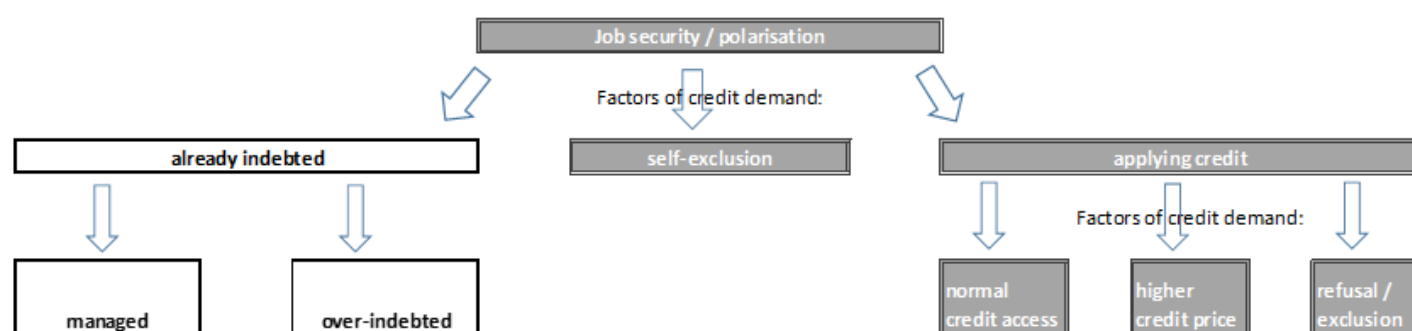 Job security / polarisation
Factors of credit demand:
already indebted
self-exclusion
applying credit
Factors of credit demand:
managed
over-indebted
normal
credit access
higher
credit price
refusal /
exclusion